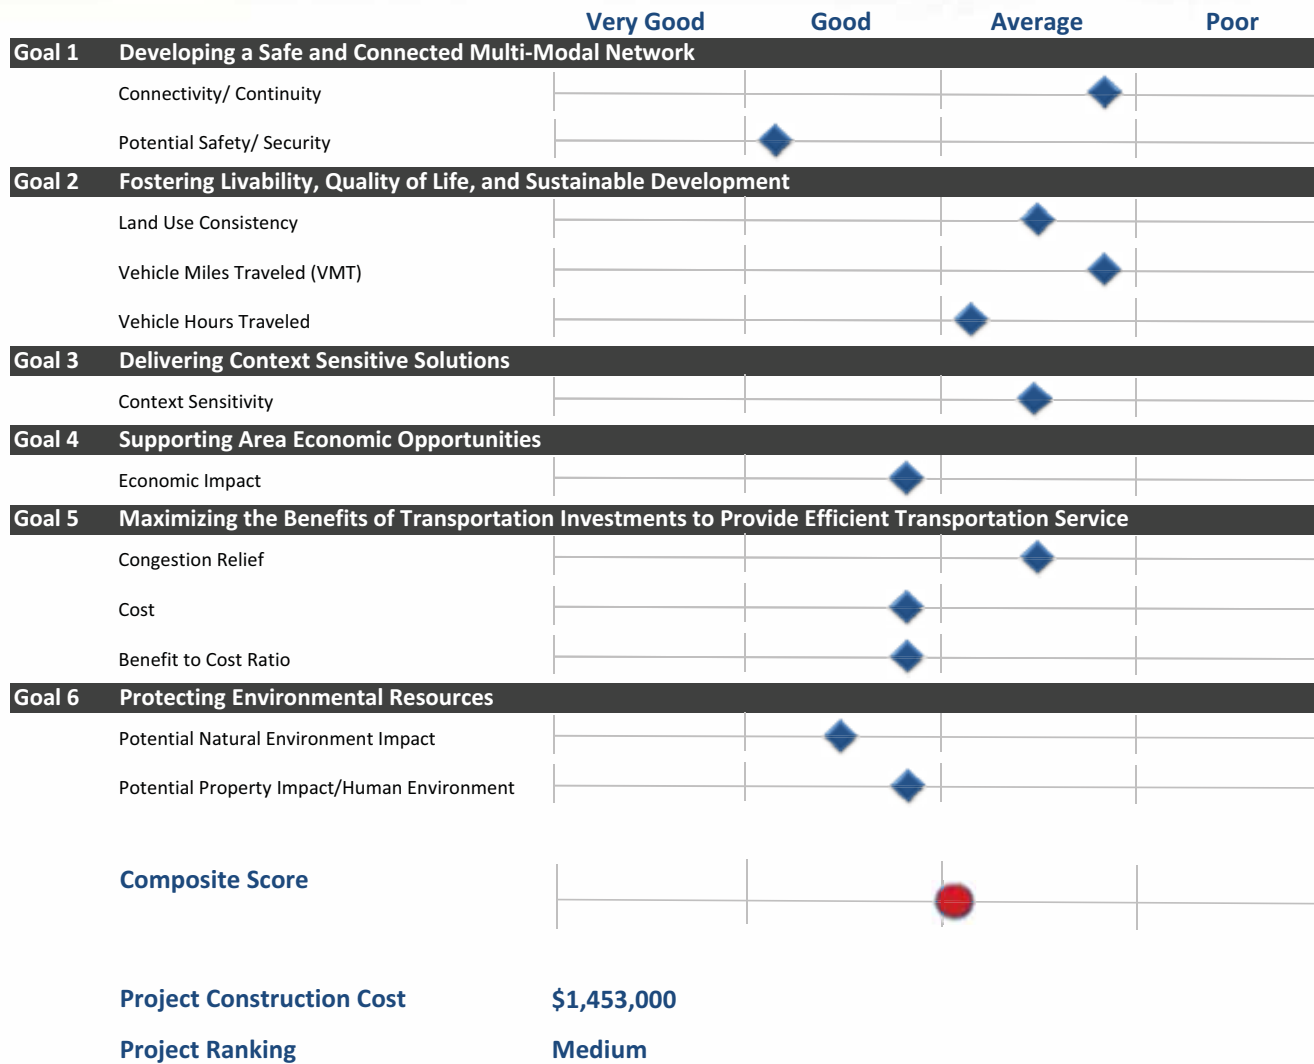 Very Good Good Average Poor
Goal 1 Developing a Safe and Connected Multi-Modal Network
Connectivity/ Continuity
Potential Safety/ Security
Goal 2 Fostering Livability, Quality of Life, and Sustainable Development
Land Use Consistency
Vehicle Miles Traveled (VMT)
Vehicle Hours Traveled
Goal 3 Delivering Context Sensitive Solutions
Context Sensitivity
Goal 4 Supporting Area Economic Opportunities
Economic Impact
Goal 5 Maximizing the Benefits of Transportation Investments to Provide Efficient Transportation Service
Congestion Relief
Cost
Benefit to Cost Ratio
Goal 6 Protecting Environmental Resources
Potential Natural Environment Impact
Potential Property Impact/Human Environment
Composite Score
Project Construction Cost $1,453,000
Project Ranking Medium